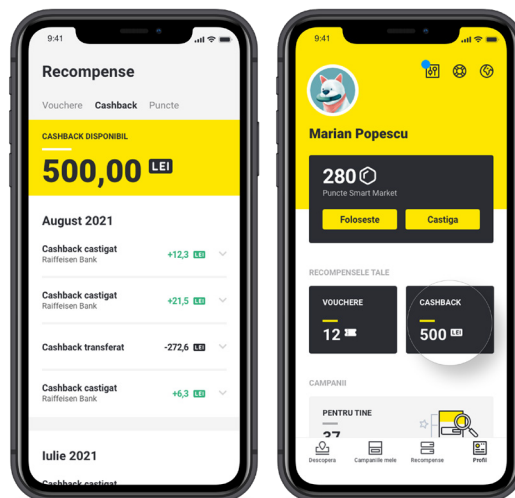 9:41
Recompense
Vouchere Cashback Puncte
CASHBACK DISPONIBIL
500,00 LEI
August 2021
Cashback castigat
Raiffeisen Bank
+12,3 LEI
Cashback castigat
Raiffeisen Bank
+21,5 LEI
Cashback transferat
-272,6 LEI
Cashback castigat
Raiffeisen Bank
+6,3 LEI
Iulie 2021
Cashback castigat
9:41
Marian Popescu
280
Puncte Smart Market
Foloseste Castiga
RECOMPENSELE TALE
VOUCHERE
12
CASHBACK
500 LEI
CAMPANII
PENTRU TINE
37
Descopera Campaniile mele Recompense Profil